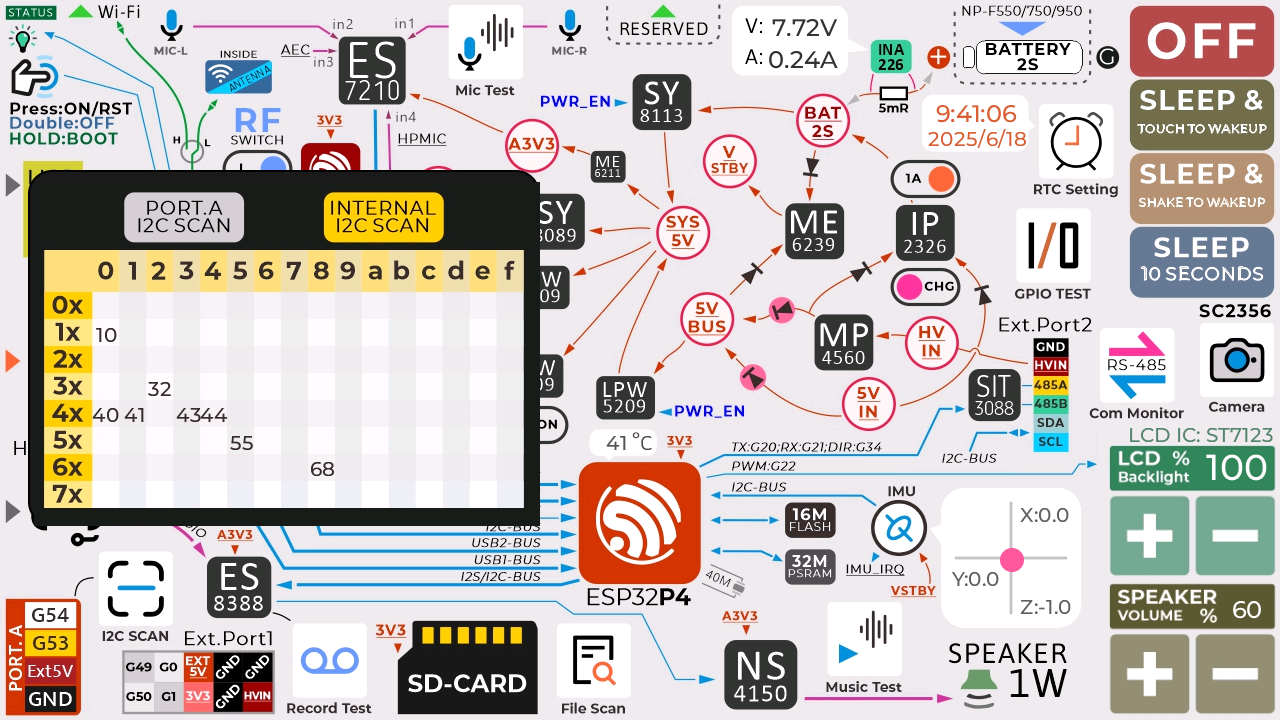 STATUS
Wi-Fi
MIC-L
in2
in1
AEC
in3
ES
7210
in4
HPMIC
Mic Test
MIC-R
RESERVED
V: 7.72V
A: 0.24A
INA
226
5mR
NP-F550/750/950
BATTERY
2S
G
OFF
SLEEP &
TOUCH TO WAKEUP
SLEEP &
SHAKE TO WAKEUP
SLEEP
10 SECONDS
Press:ON/RST
Double:OFF
HOLD:BOOT
INSIDE
ANTENNA
RF
SWITCH
H
L
3V3
PWR_EN
SY
8113
BAT
2S
A3V3
ME
6211
V
STBY
9:41:06
2025/6/18
RTC Setting
1A
SYS
5V
ME
6239
IP
2326
CHG
I/O
GPIO TEST
5V
BUS
MP
4560
HV
IN
5V
IN
LPW
5209
PWR_EN
SY
8089
W
09
W
09
ON
Ext.Port2
GND
HVIN
485A
485B
SDA
SCL
SIT
3088
I2C-BUS
RS-485
Com Monitor
SC2356
Camera
LCD IC: ST7123
LCD %
Backlight
100
SPEAKER
VOLUME %
60
PORT.A
I2C SCAN
INTERNAL
I2C SCAN
0 1 2 3 4 5 6 7 8 9 a b c d e f
0x
1x 10
2x
3x 32
4x 40 41 43 44
5x 55
6x 68
7x
H
41 °C
3V3
TX:G20;RX:G21;DIR:G34
PWM:G22
I2C-BUS
16M
FLASH
32M
PSRAM
40M
ESP32P4
IMU
IMU_IRQ
VSTBY
X:0.0
Y:0.0
Z:-1.0
I2C-BUS
USB2-BUS
USB1-BUS
I2S/I2C-BUS
A3V3
ES
8388
I2C SCAN
PORT.A
G54
G53
Ext5V
GND
Ext.Port1
G49 G0 EXT 5V GND GND
G50 G1 3V3 GND HVIN
Record Test
3V3
SD-CARD
File Scan
A3V3
NS
4150
Music Test
SPEAKER
1W